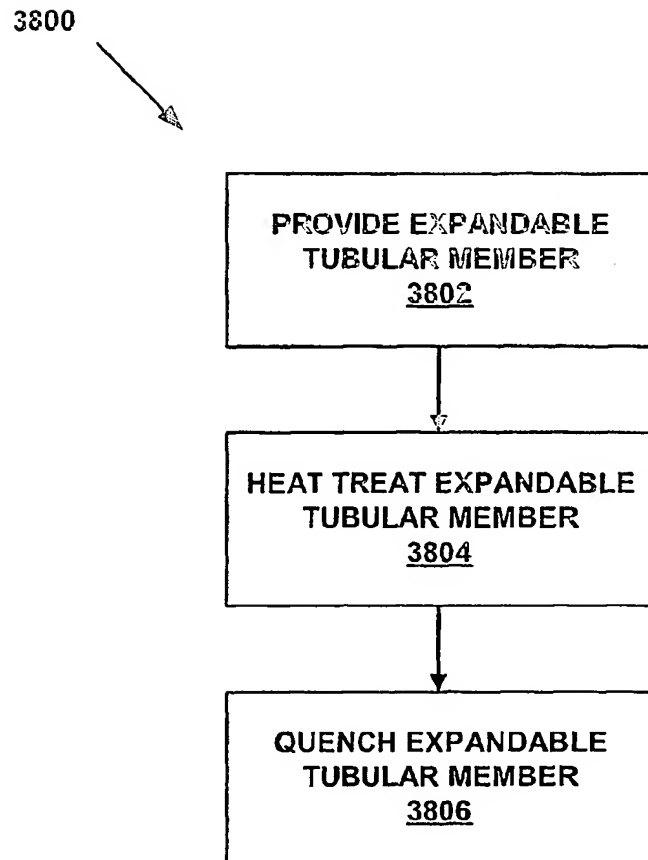 3800
PROVIDE EXPANDABLE
TUBULAR MEMBER
3802
HEAT TREAT EXPANDABLE
TUBULAR MEMBER
3804
QUENCH EXPANDABLE
TUBULAR MEMBER
3806